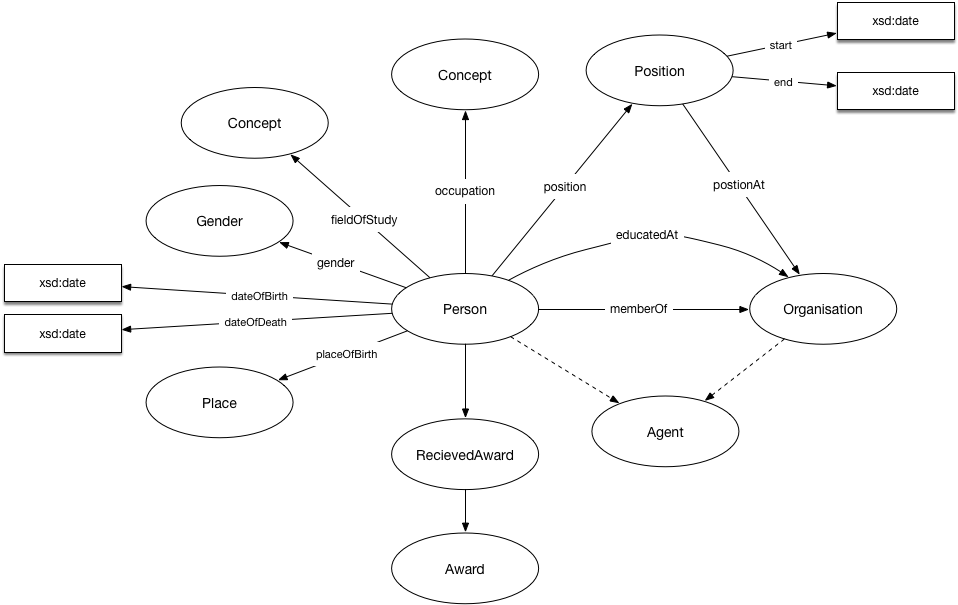 xsd:date
start
Concept
Position
end
xsd:date
Concept
position
postionAt
occupation
fieldOfStudy
Gender
educatedAt
gender
xsd:date
dateOfBirth
Person
memberOf
Organisation
dateOfDeath
xsd:date
placeOfBirth
Place
Agent
RecievedAward
Award